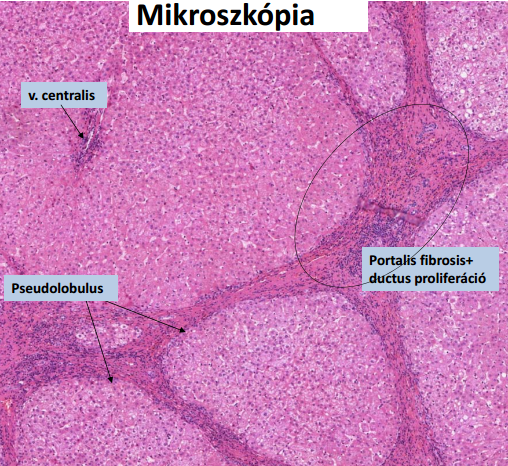 Mikroszkópia
v. centralis
Portalis fibrosis+
ductus proliferáció
Pseudolobulus